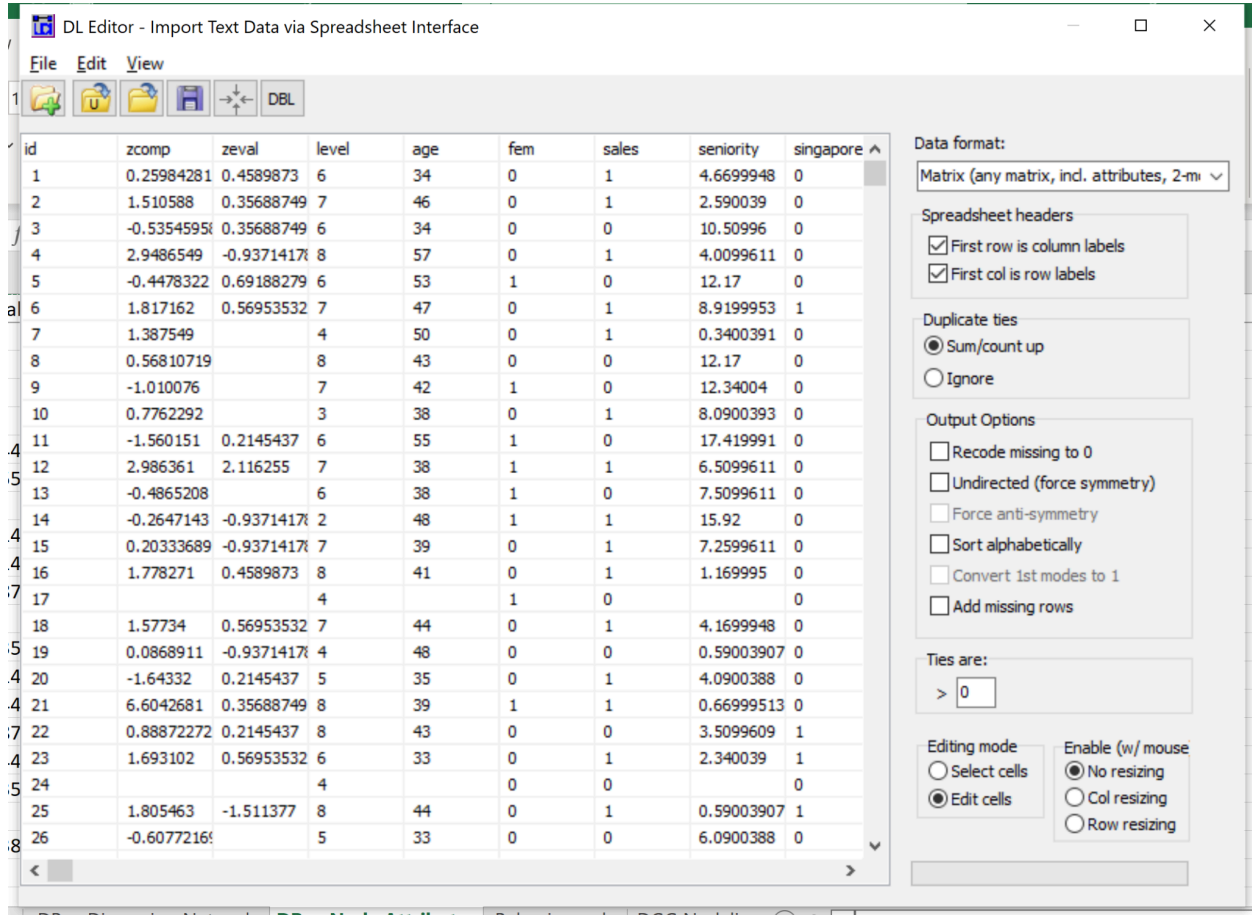 DL Editor - Import Text Data via Spreadsheet Interface
File Edit View
U DBL
id zcomp zeval level age fem sales seniority singapore
1 0.25984281 0.4589873 6 34 0 1 4.6699948 0
2 1.510588 0.35688749 7 46 0 1 2.590039 0
3 -0.5354595 0.35688749 6 34 0 0 10.50996 0
4 2.9486549 -0.9371417 8 57 0 1 4.0099611 0
5 -0.4478322 0.69188279 6 53 1 0 12.17 0
6 1.817162 0.56953532 7 47 0 1 8.9199953 1
7 1.387549 4 50 0 1 0.3400391 0
8 0.56810719 8 43 0 0 12.17 0
9 -1.010076 7 42 1 0 12.34004 0
10 0.7762292 3 38 0 1 8.0900393 0
11 -1.560151 0.2145437 6 55 1 0 17.419991 0
12 2.986361 2.116255 7 38 1 1 6.5099611 0
13 -0.4865208 6 38 1 0 7.5099611 0
14 -0.2647143 -0.9371417 2 48 1 1 15.92 0
15 0.20333689 -0.9371417 7 39 0 1 7.2599611 0
16 1.778271 0.4589873 8 41 0 1 1.169995 0
17 4 1 0 0
18 1.57734 0.56953532 7 44 0 1 4.1699948 0
19 0.0868911 -0.9371417 4 48 0 0 0.59003907 0
20 -1.64332 0.2145437 5 35 0 1 4.0900388 0
21 6.6042681 0.35688749 8 39 1 1 0.66999513 0
22 0.88872272 0.2145437 8 43 0 0 3.5099609 1
23 1.693102 0.56953532 6 33 0 1 2.340039 1
24 4 0 0 0
25 1.805463 -1.511377 8 44 0 1 0.59003907 1
26 -0.6077216 5 33 0 0 6.0900388 0
Data format:
Matrix (any matrix, incl. attributes, 2-m
Spreadsheet headers
First row is column labels
First col is row labels
Duplicate ties
Sum/count up
Ignore
Output Options
Recode missing to 0
Undirected (force symmetry)
Force anti-symmetry
Sort alphabetically
Convert 1st modes to 1
Add missing rows
Ties are:
> 0
Editing mode
Select cells
Edit cells
Enable (w/ mouse
No resizing
Col resizing
Row resizing